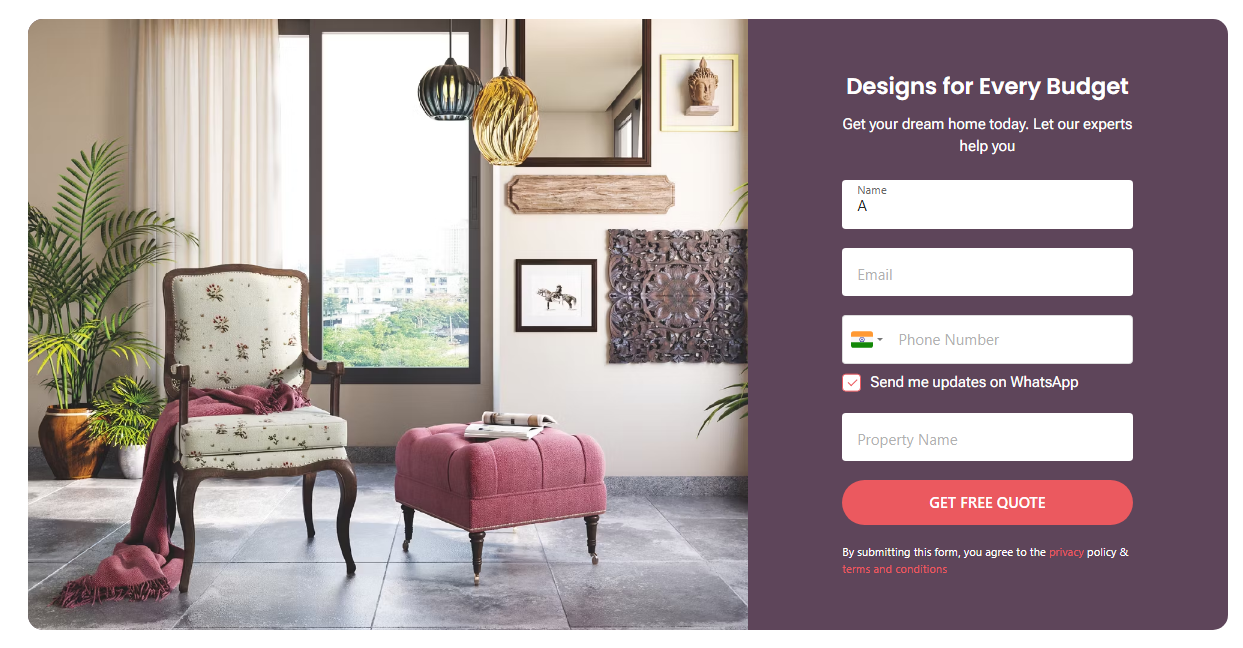 Designs for Every Budget
Get your dream home today. Let our experts
help you
Name
A
Email
Phone Number
Send me updates on WhatsApp
Property Name
GET FREE QUOTE
By submitting this form, you agree to the privacy policy &
terms and conditions